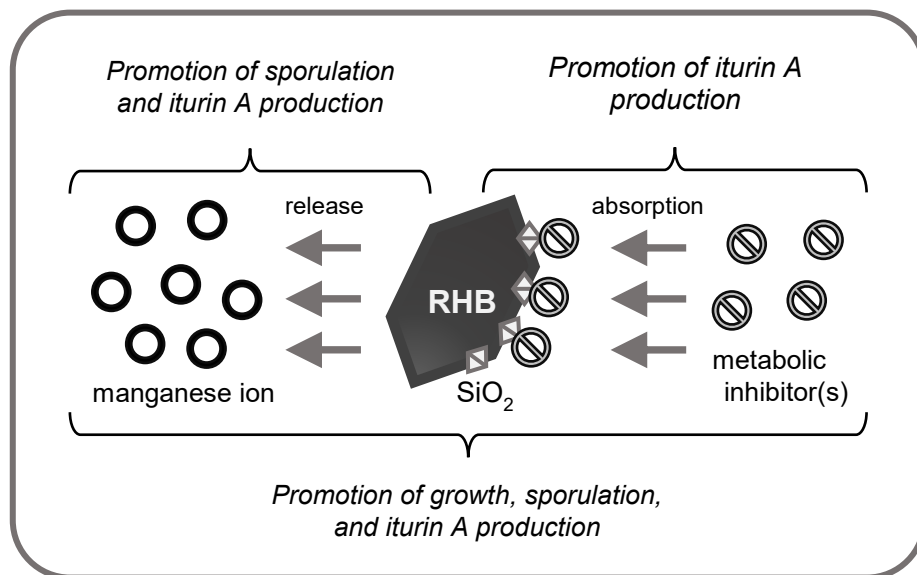 Promotion of sporulation
and iturin A production
Promotion of iturin A
production
release
absorption
RHB
manganese ion
SiO₂
metabolic
inhibitor(s)
Promotion of growth, sporulation,
and iturin A production